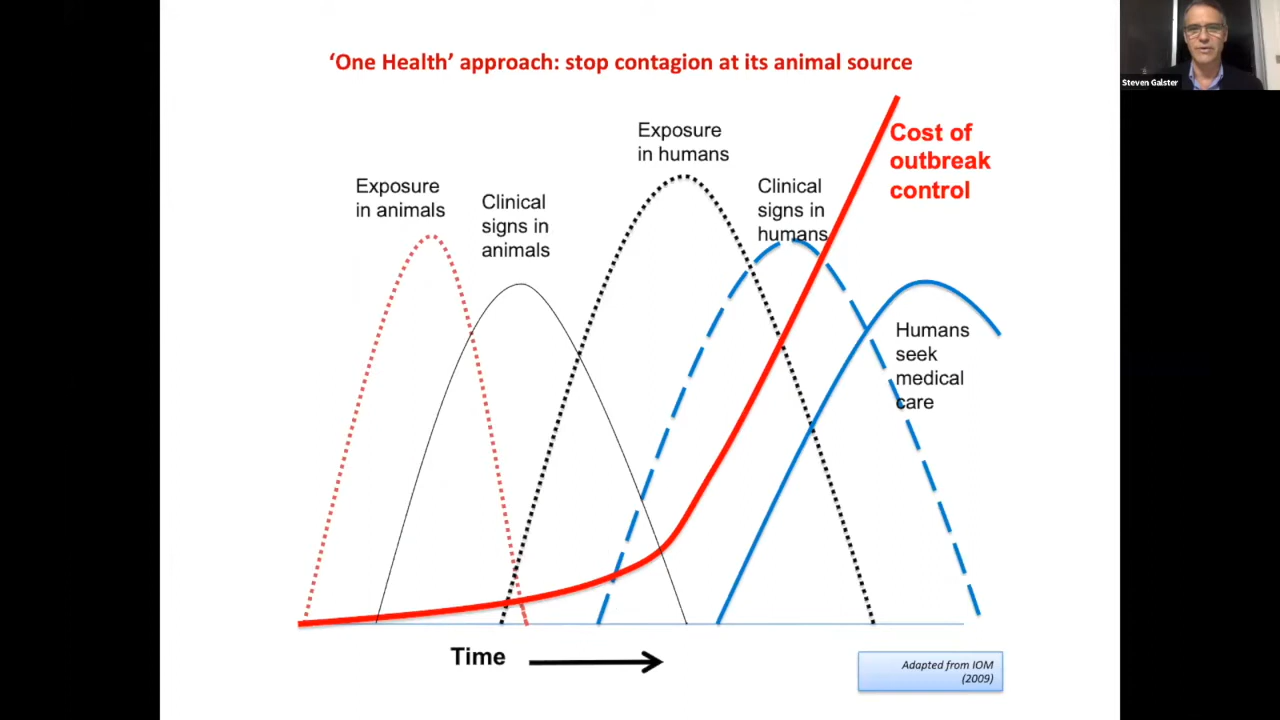 ‘One Health’ approach: stop contagion at its animal source
Steven Galster
Exposure
in humans
Cost of
outbreak
control
Exposure
in animals
Clinical
signs in
animals
Clinical
signs in
humans
Humans
seek
medical
care
Time
Adapted from IOM
(2009)